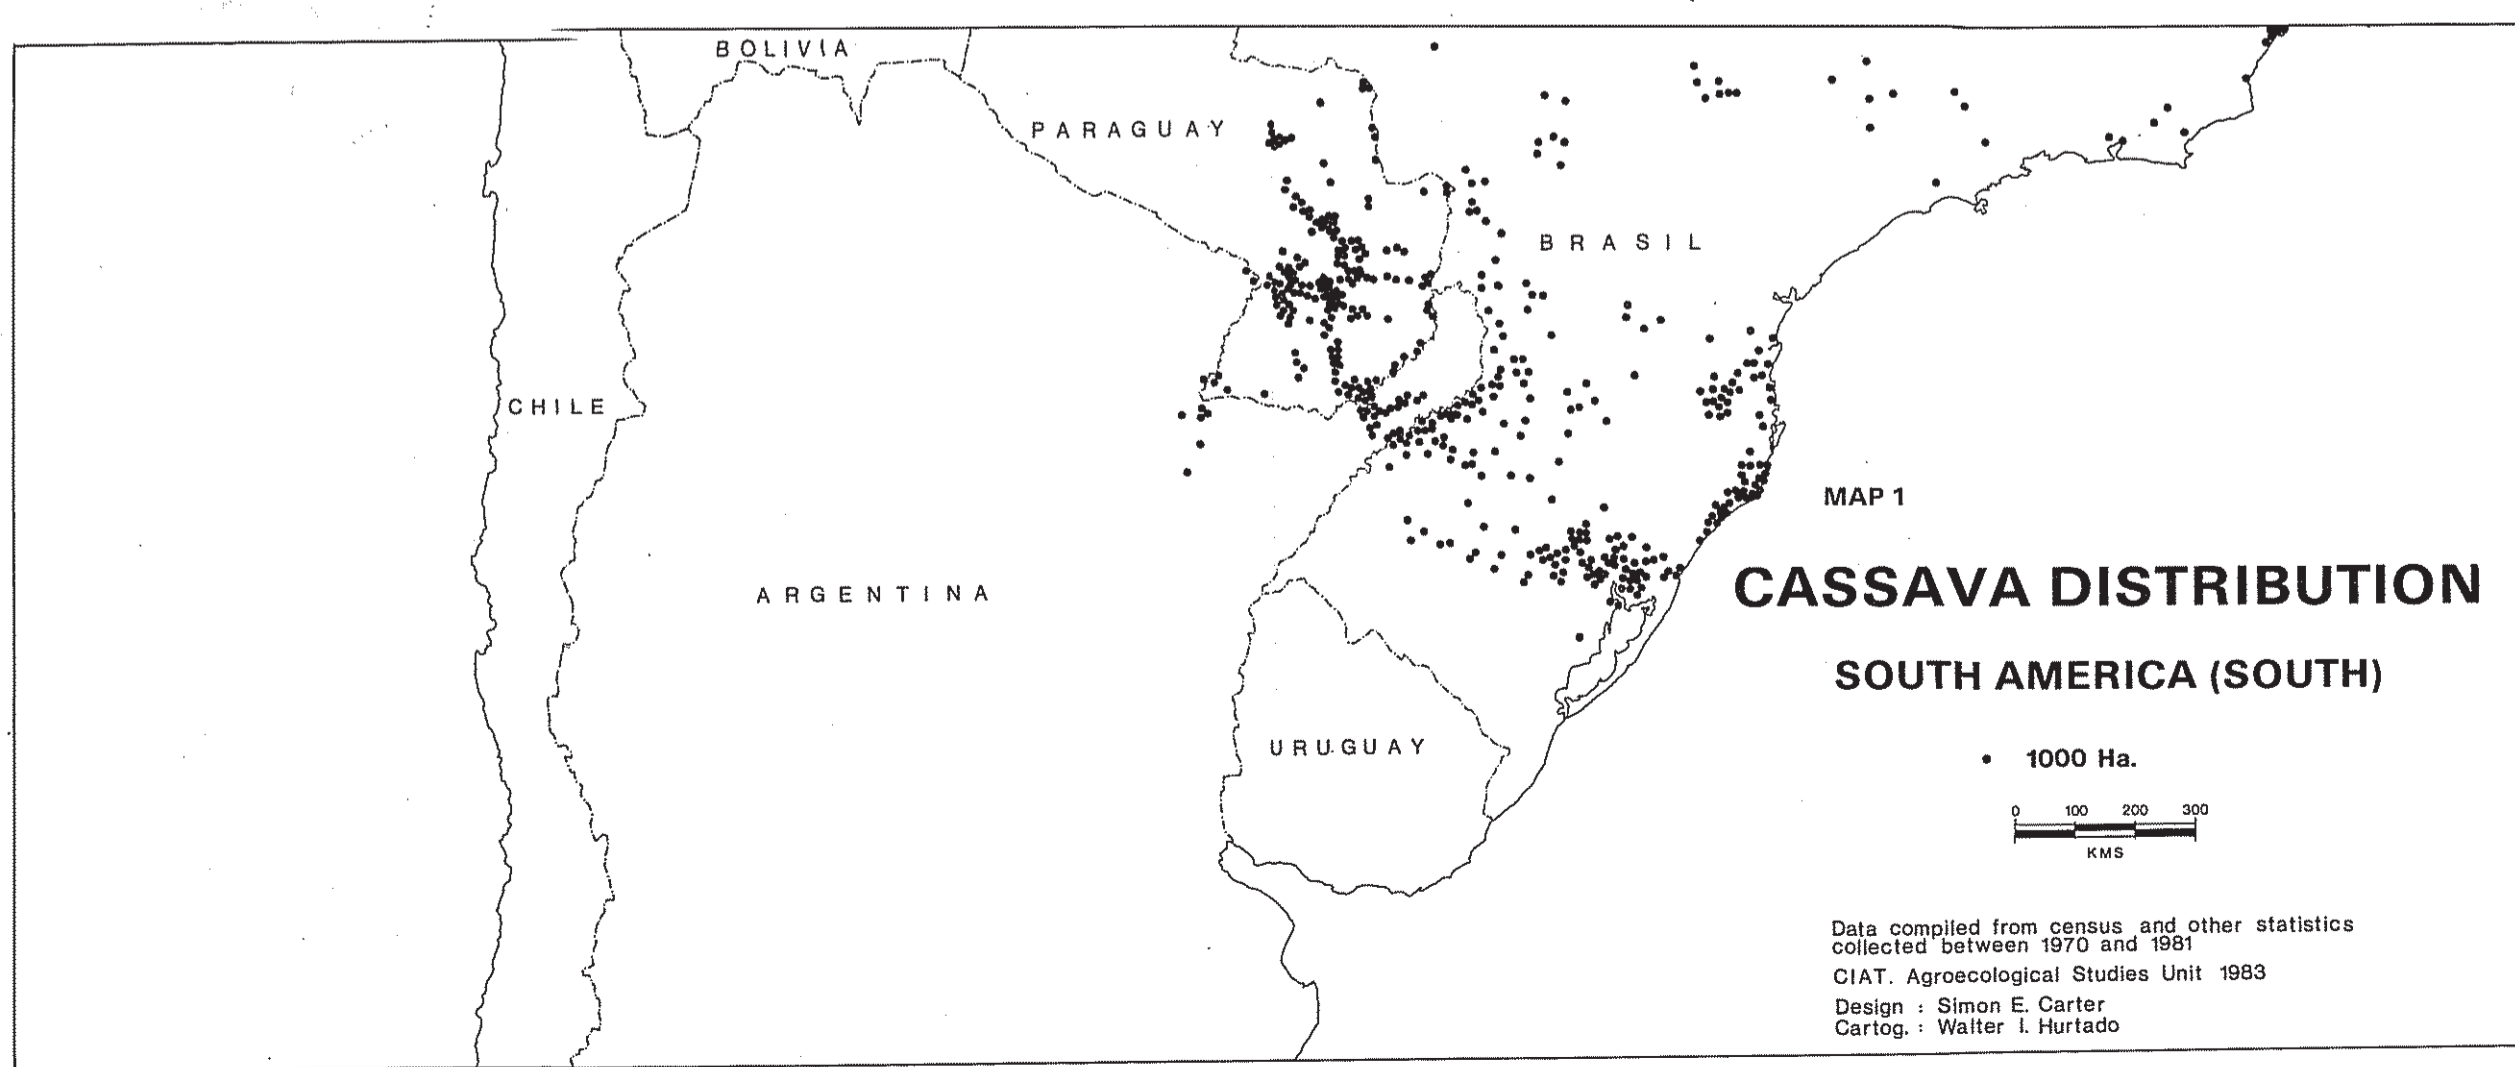 BOLIVIA
PARAGUAY
BRASIL
CHILE
MAP 1
ARGENTINA
CASSAVA DISTRIBUTION
SOUTH AMERICA (SOUTH)
URUGUAY
1000 Ha.
0 100 200 300
KMS
Data compiled from census and other statistics
collected between 1970 and 1981
CIAT. Agroecological Studies Unit 1983
Design : Simon E. Carter
Cartog. : Walter I. Hurtado